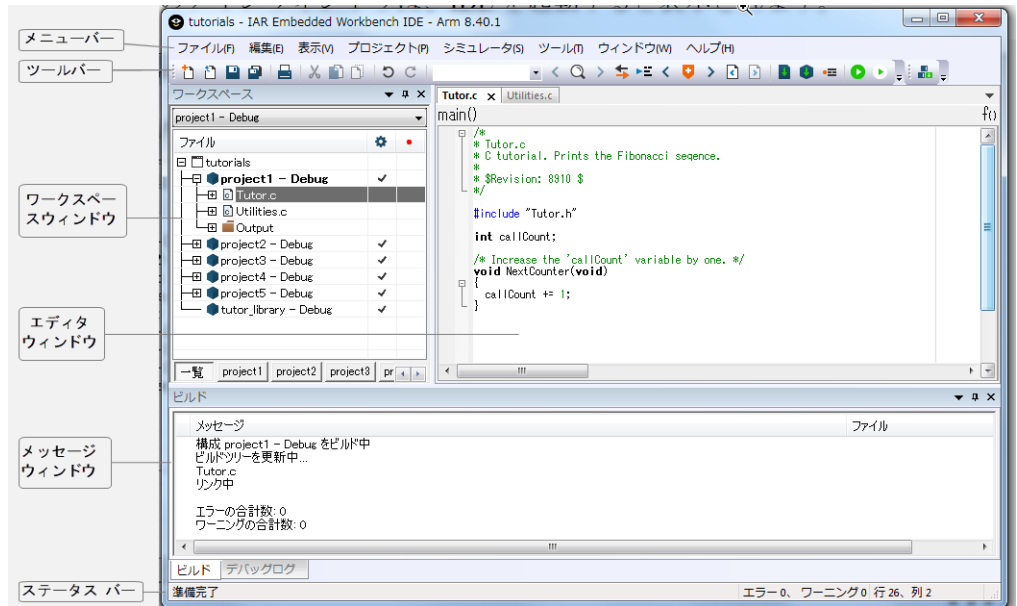 tutorials - IAR Embedded Workbench IDE - Arm 8.40.1
メニューバー
ファイル(F) 編集(E) 表示(V) プロジェクト(P) シミュレータ(S) ツール(T) ウィンドウ(W) ヘルプ(H)
ツールバー
ワークスペース
project1 - Debug
ファイル
tutorials
project1 - Debug
Tutor.c
Utilities.c
Output
project2 - Debug
project3 - Debug
project4 - Debug
project5 - Debug
tutor_library - Debug
一覧 project1 project2 project3 pr
ワークスペー
スウィンドウ
Tutor.c Utilities.c
main() f()
/*
* Tutor.c
* C tutorial. Prints the Fibonacci seqence.
*
* $Revision: 8910 $
*/
#include "Tutor.h"
int callCount;
/* Increase the 'callCount' variable by one. */
void NextCounter(void)
{
callCount += 1;
}
エディタ
ウィンドウ
ビルド
メッセージ ファイル
構成 project1 - Debug をビルド中
ビルドツリーを更新中...
Tutor.c
リンク中
エラーの合計数: 0
ワーニングの合計数: 0
メッセージ
ウィンドウ
ビルド デバッグログ
ステータス バー
準備完了 エラー 0、 ワーニング 0 行 26、列 2